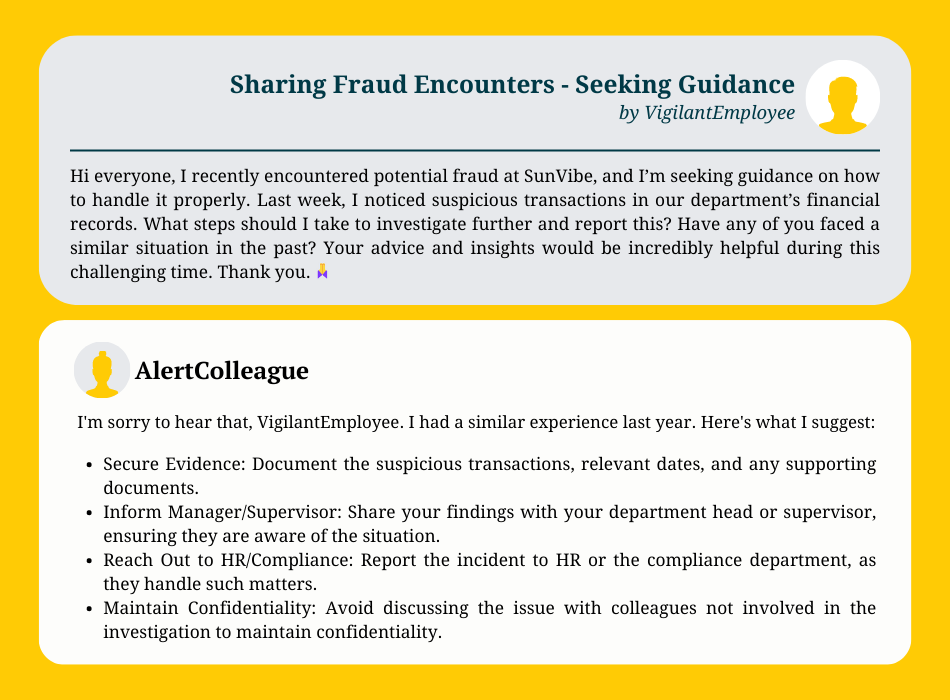 Sharing Fraud Encounters - Seeking Guidance
by VigilantEmployee
Hi everyone, I recently encountered potential fraud at SunVibe, and I’m seeking guidance on how
to handle it properly. Last week, I noticed suspicious transactions in our department’s financial
records. What steps should I take to investigate further and report this? Have any of you faced a
similar situation in the past? Your advice and insights would be incredibly helpful during this
challenging time. Thank you.
AlertColleague
I'm sorry to hear that, VigilantEmployee. I had a similar experience last year. Here's what I suggest:
• Secure Evidence: Document the suspicious transactions, relevant dates, and any supporting
documents.
• Inform Manager/Supervisor: Share your findings with your department head or supervisor,
ensuring they are aware of the situation.
• Reach Out to HR/Compliance: Report the incident to HR or the compliance department, as
they handle such matters.
• Maintain Confidentiality: Avoid discussing the issue with colleagues not involved in the
investigation to maintain confidentiality.